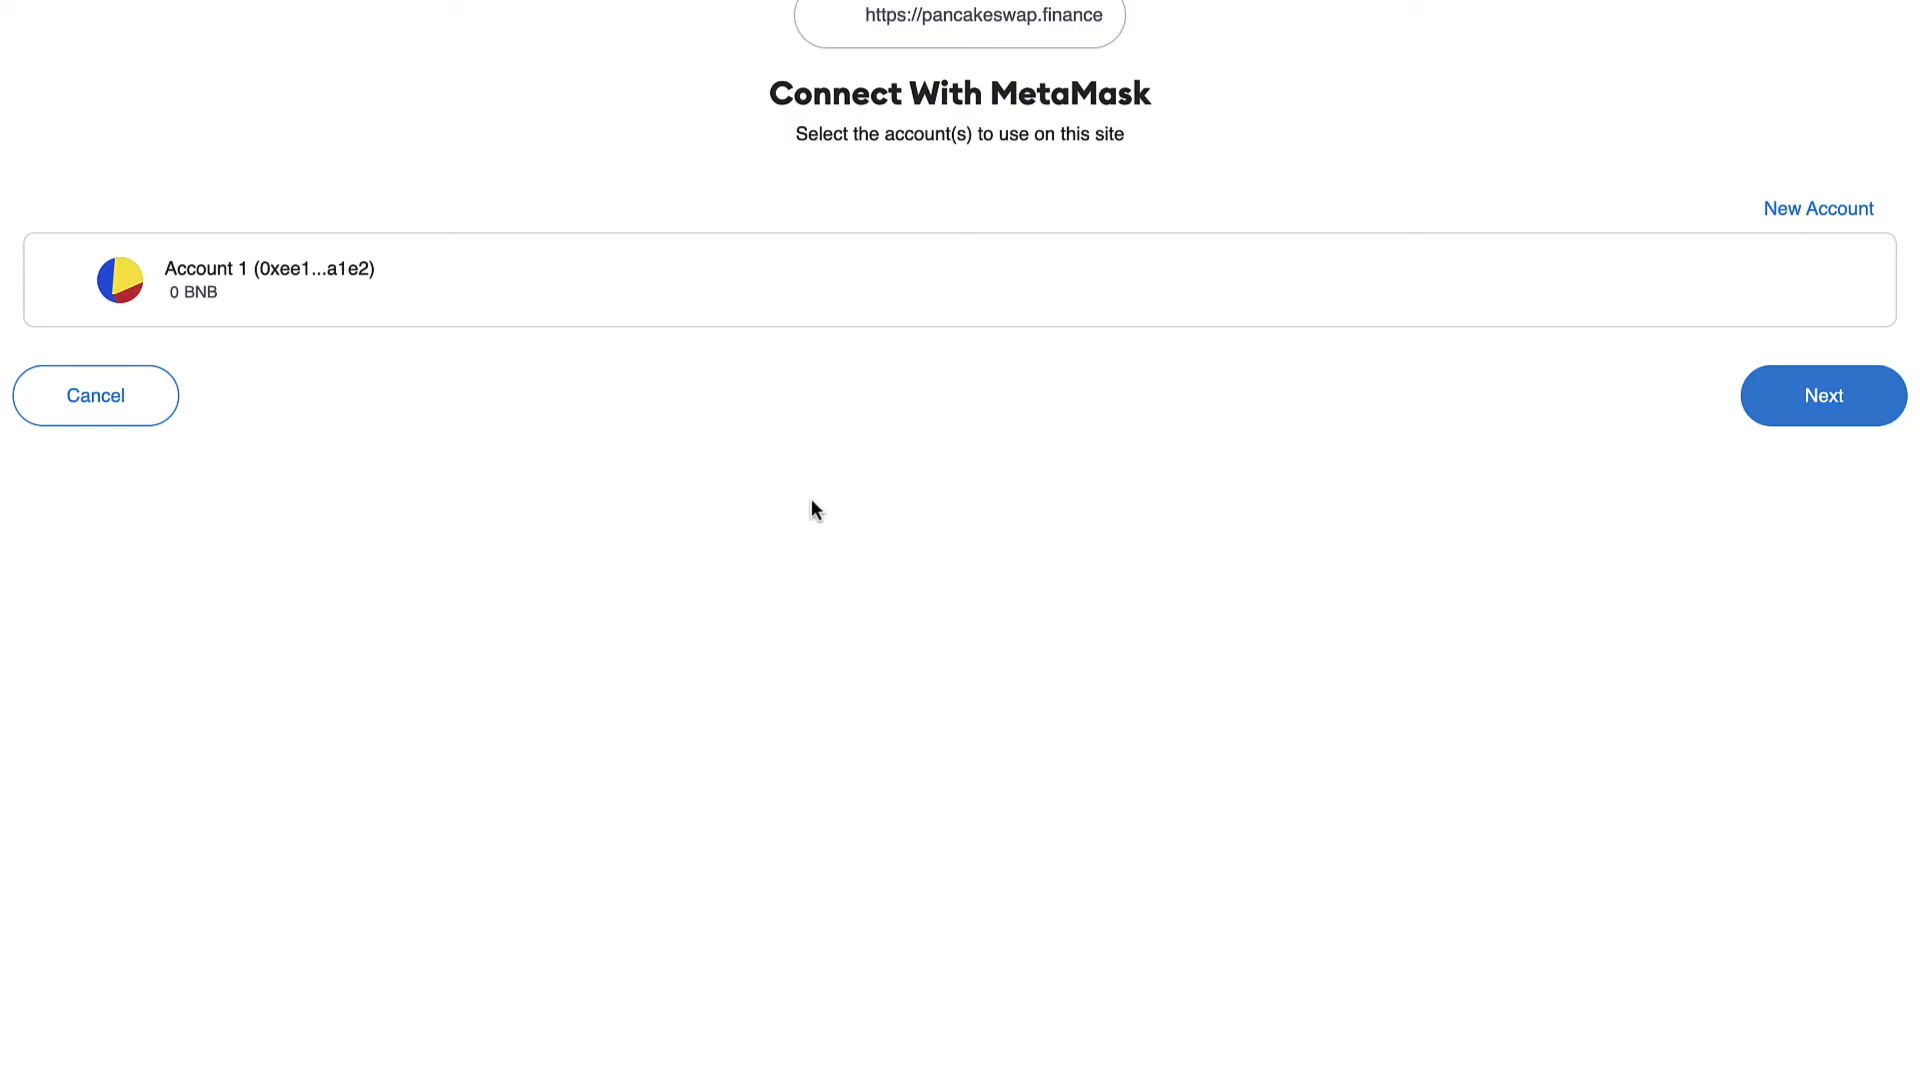 https://pancakeswap.finance
Connect With MetaMask
Select the account(s) to use on this site
New Account
Account 1 (0xee1...a1e2)
0 BNB
Cancel
Next